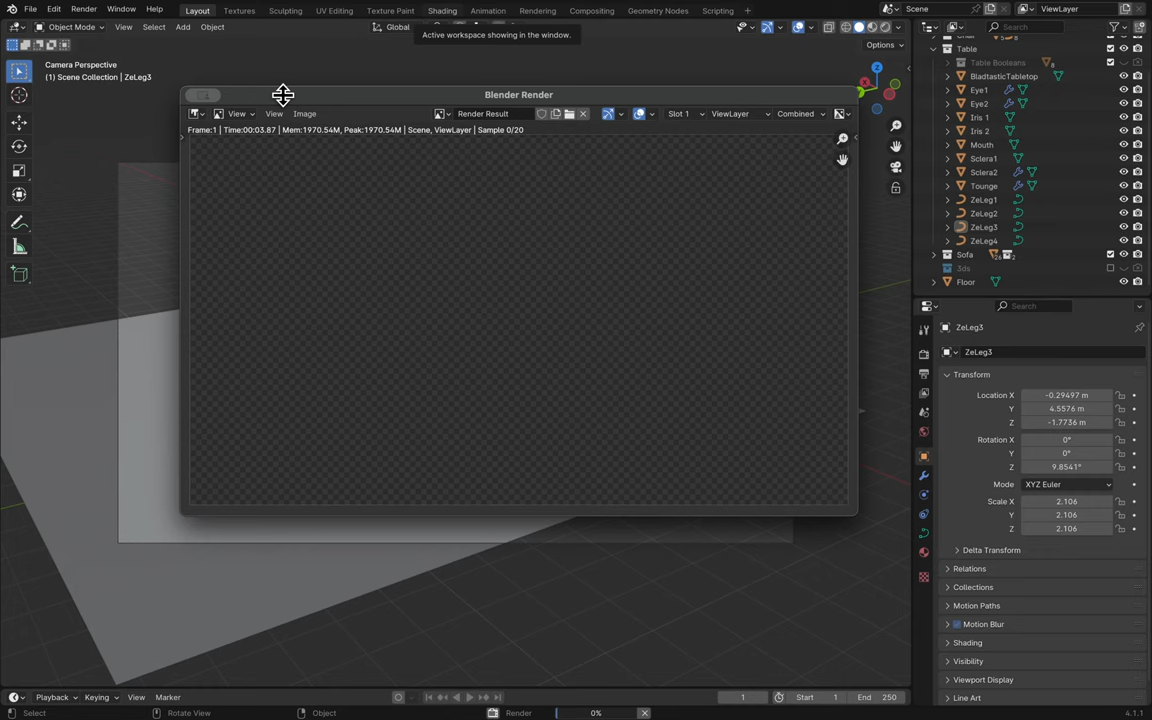 File Edit Render Window Help Layout Textures Sculpting UV Editing Texture Paint Shading Animation Rendering Compositing Geometry Nodes Scripting + Scene ViewLayer
Object Mode View Select Add Object Global Search
Active workspace showing in the window.
Options
Camera Perspective
(1) Scene Collection | ZeLeg3
Blender Render
View View Image Render Result Slot 1 ViewLayer Combined
Frame:1 | Time:00:03.87 | Mem:1970.54M, Peak:1970.54M | Scene, ViewLayer | Sample 0/20
Table
Table Booleans
BladtasticTabletop
Eye1
Eye2
Iris 1
Iris 2
Mouth
Sclera1
Sclera2
Tounge
ZeLeg1
ZeLeg2
ZeLeg3
ZeLeg4
Sofa
3ds
Floor
Search
ZeLeg3
ZeLeg3
Transform
Location X -0.29497 m
Y 4.5576 m
Z -1.7736 m
Rotation X 0°
Y 0°
Z 9.8541°
Mode XYZ Euler
Scale X 2.106
Y 2.106
Z 2.106
Delta Transform
Relations
Collections
Motion Paths
Motion Blur
Shading
Visibility
Viewport Display
Line Art
Playback Keying View Marker 1 Start 1 End 250
Select Rotate View Object Render 0% 4.1.1